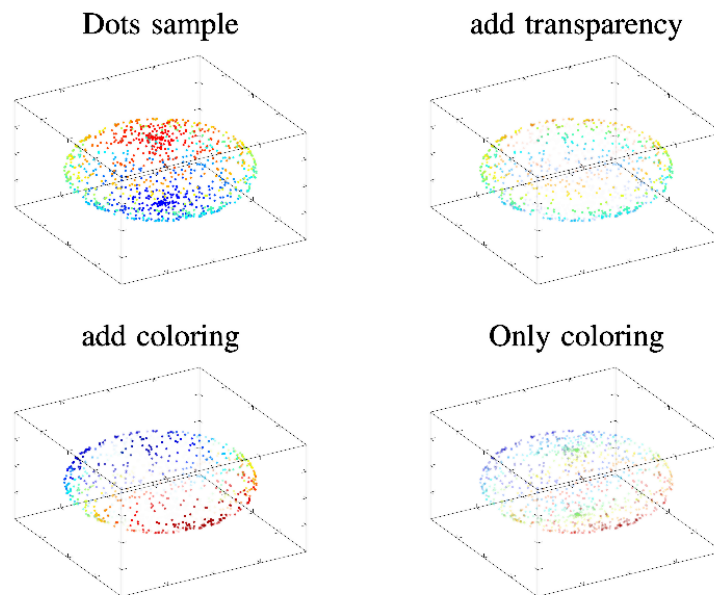 Dots sample
add transparency
add coloring
Only coloring